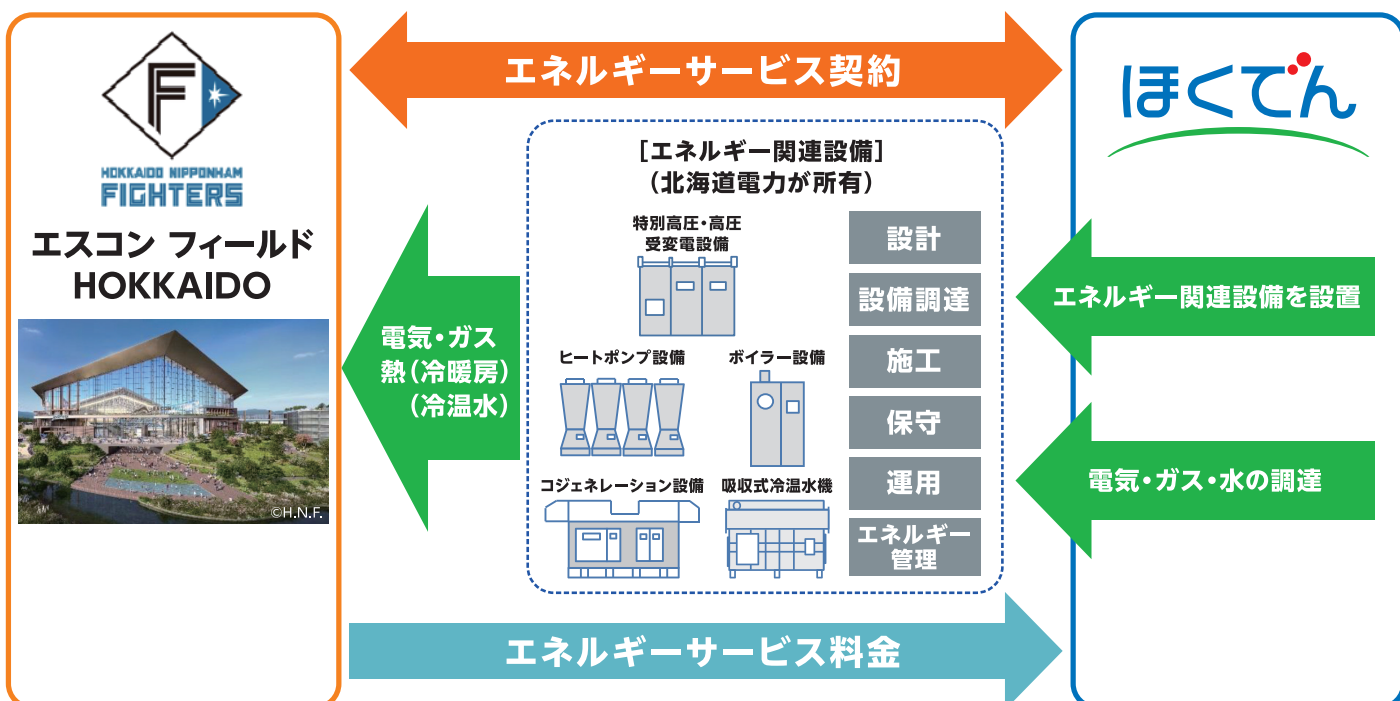 F
HOKKAIDO NIPPONHAM
FIGHTERS
エスコン フィールド
HOKKAIDO
©H.N.F.
エネルギーサービス契約
[エネルギー関連設備]
(北海道電力が所有)
特別高圧・高圧
受変電設備
ヒートポンプ設備
ボイラー設備
コジェネレーション設備
吸収式冷温水機
設計
設備調達
施工
保守
運用
エネルギー
管理
電気・ガス
熱(冷暖房)
(冷温水)
ほくでん
エネルギー関連設備を設置
電気・ガス・水の調達
エネルギーサービス料金